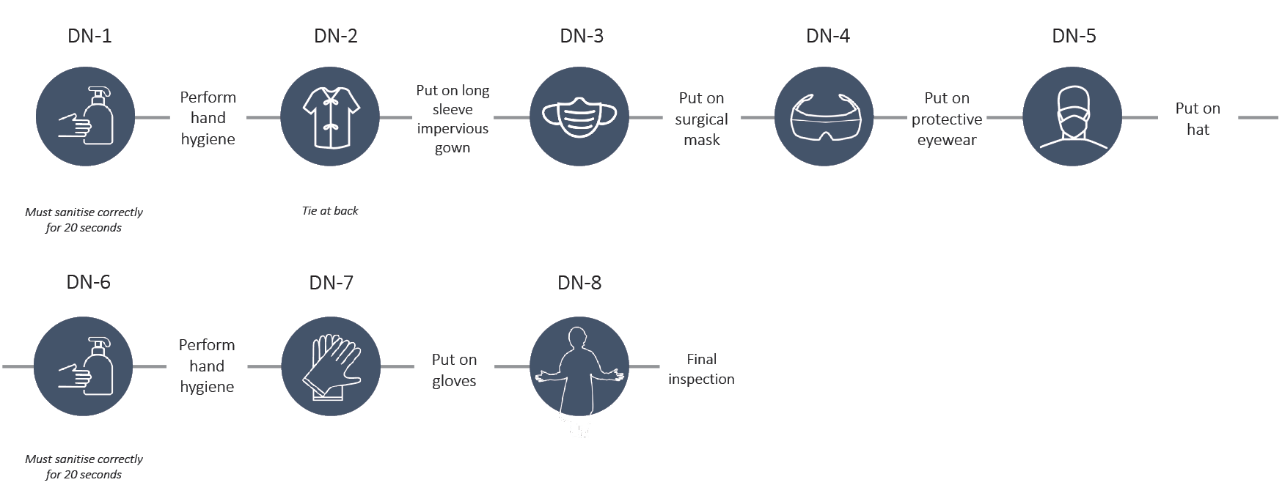 DN-1
DN-2
DN-3
DN-4
DN-5
Perform
hand
hygiene
Put on long
sleeve
impervious
gown
Put on
surgical
mask
Put on
protective
eyewear
Put on
hat
Must sanitise correctly
for 20 seconds
Tie at back
DN-6
DN-7
DN-8
Perform
hand
hygiene
Put on
gloves
Final
inspection
Must sanitise correctly
for 20 seconds